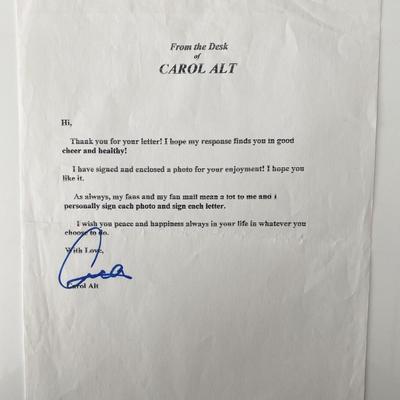 From the Desk
of
CAROL ALT
Hi,
Thank you for your letter! I hope my response finds you in good
cheer and healthy!
I have signed and enclosed a photo for your enjoyment! I hope you
like it.
As always, my fans and my fan mail mean a lot to me and i
personally sign each photo and sign each letter.
I wish you peace and happiness always in your life in whatever you
choose to do.
With Love,
Carol Alt